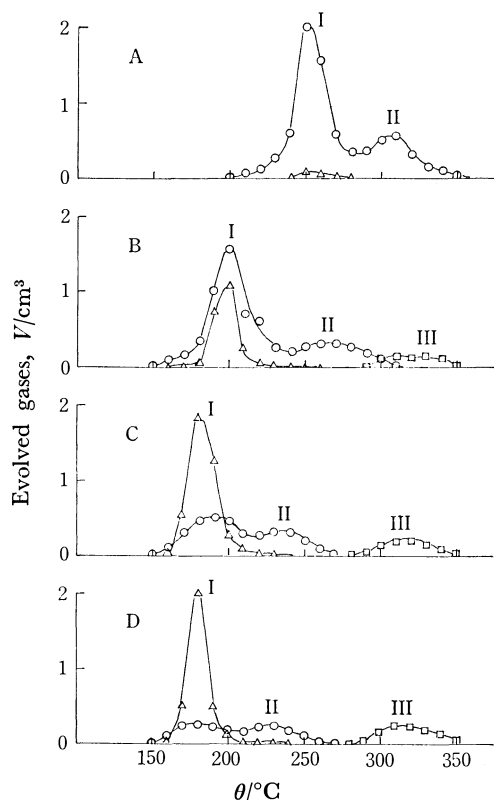 2
I
A
1
II
0
2
B
I
1
II
III
0
Evolved gases, V/cm³
2
C
I
1
II
III
0
2
D
I
1
II
III
0
150 200 250 300 350
θ/°C